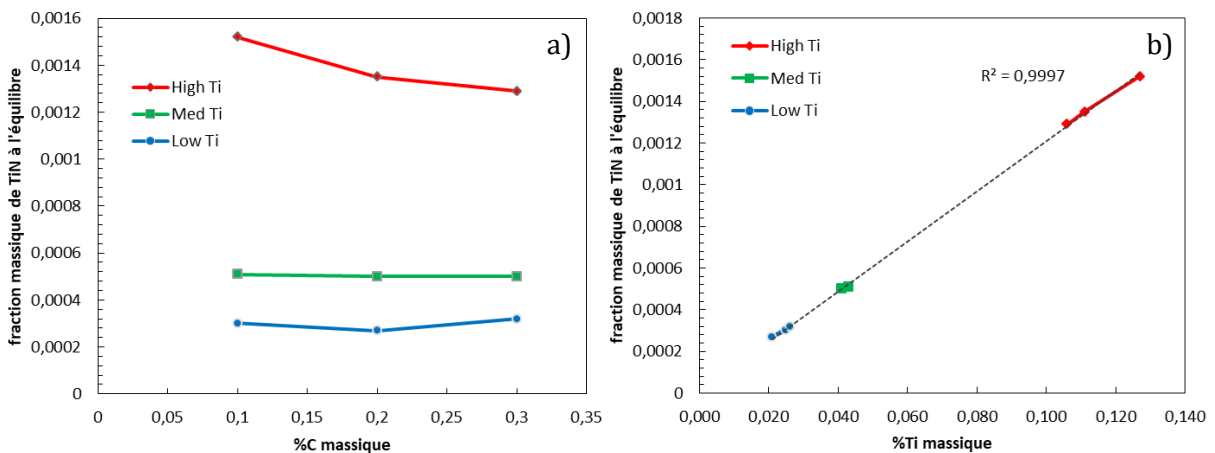 a)
fraction massique de TiN à l'équilibre
0,0016
0,0014
0,0012
0,001
0,0008
0,0006
0,0004
0,0002
0
High Ti
Med Ti
Low Ti
0
0,05
0,1
0,15
0,2
0,25
0,3
0,35
%C massique
b)
fraction massique de TiN à l'équilibre
0,0018
0,0016
0,0014
0,0012
0,001
0,0008
0,0006
0,0004
0,0002
0
High Ti
Med Ti
Low Ti
R² = 0,9997
0,000
0,020
0,040
0,060
0,080
0,100
0,120
0,140
%Ti massique